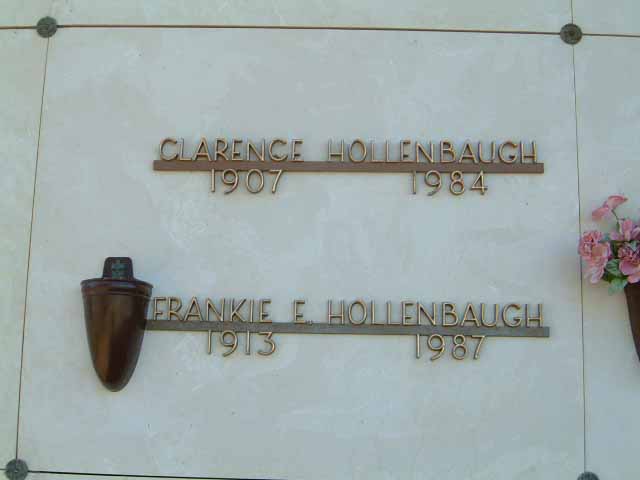 CLARENCE HOLLENBAUGH
1907 1984
FRANKIE E. HOLLENBAUGH
1913 1987